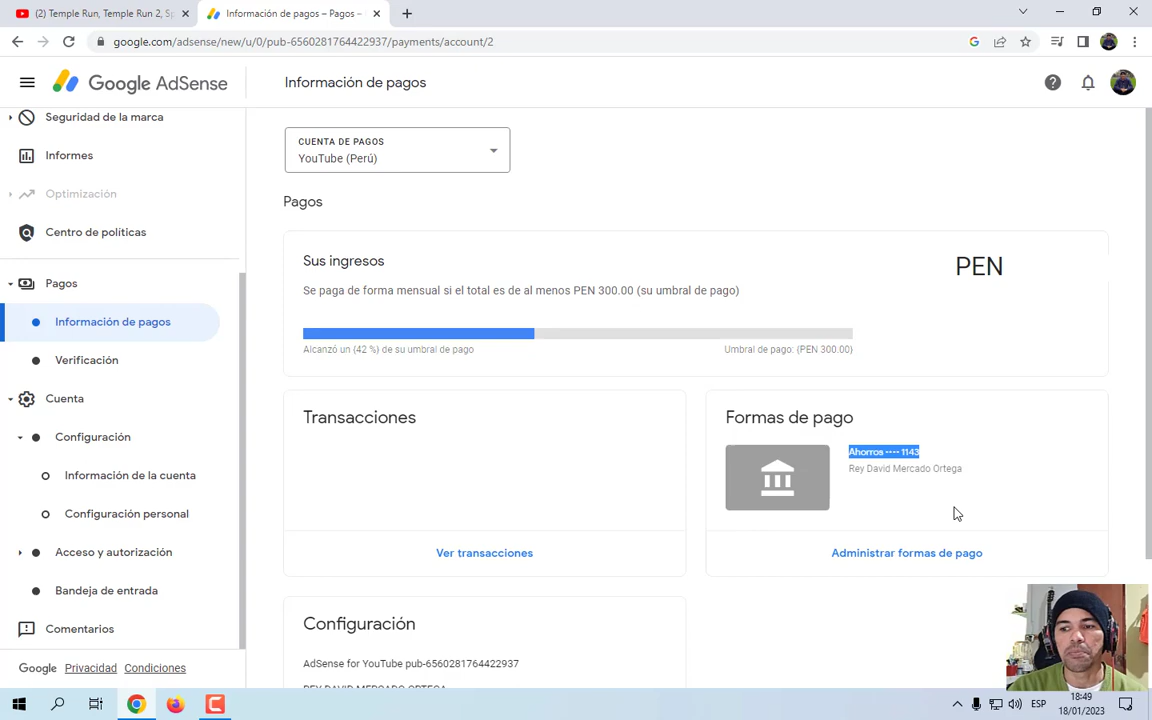 (2) Temple Run, Temple Run 2, Sp
Información de pagos – Pagos –
google.com/adsense/new/u/0/pub-6560281764422937/payments/account/2
Google AdSense
Información de pagos
Seguridad de la marca
Informes
Optimización
Centro de políticas
Pagos
Información de pagos
Verificación
Cuenta
Configuración
Información de la cuenta
Configuración personal
Acceso y autorización
Bandeja de entrada
Comentarios
Google Privacidad Condiciones
CUENTA DE PAGOS
YouTube (Perú)
Pagos
Sus ingresos
PEN
Se paga de forma mensual si el total es de al menos PEN 300.00 (su umbral de pago)
Alcanzó un (42 %) de su umbral de pago
Umbral de pago: (PEN 300.00)
Transacciones
Ver transacciones
Formas de pago
Ahorros ---- 1143
Rey David Mercado Ortega
Administrar formas de pago
Configuración
AdSense for YouTube pub-6560281764422937
REY DAVID MERCADO ORTEGA
ESP
18:49
18/01/2023